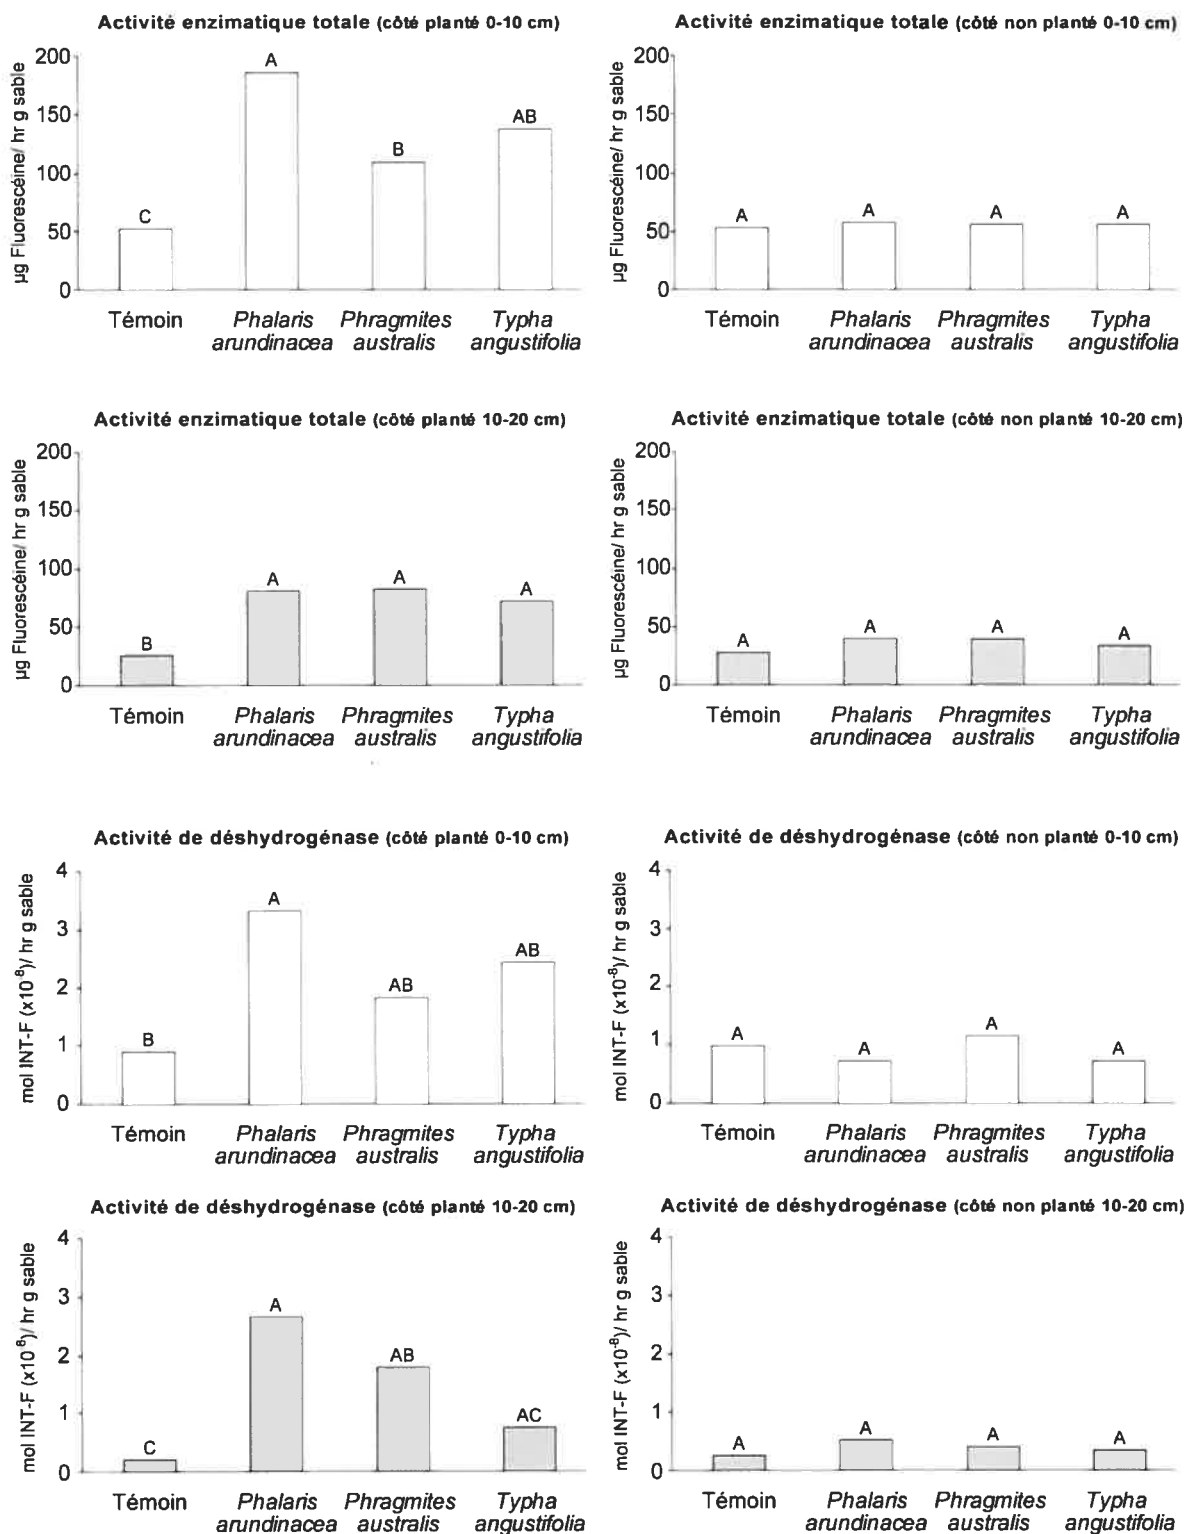 Activité enzimatique totale (côté planté 0-10 cm)
µg Fluorescéine/ hr g sable
200
150
100
50
0
C
A
B
AB
Témoin
Phalaris
arundinacea
Phragmites
australis
Typha
angustifolia
Activité enzimatique totale (côté non planté 0-10 cm)
µg Fluorescéine/ hr g sable
200
150
100
50
0
A
A
A
A
Témoin
Phalaris
arundinacea
Phragmites
australis
Typha
angustifolia
Activité enzimatique totale (côté planté 10-20 cm)
µg Fluorescéine/ hr g sable
200
150
100
50
0
B
A
A
A
Témoin
Phalaris
arundinacea
Phragmites
australis
Typha
angustifolia
Activité enzimatique totale (côté non planté 10-20 cm)
µg Fluorescéine/ hr g sable
200
150
100
50
0
A
A
A
A
Témoin
Phalaris
arundinacea
Phragmites
australis
Typha
angustifolia
Activité de déshydrogénase (côté planté 0-10 cm)
mol INT-F (x10⁻⁸)/ hr g sable
4
3
2
1
0
B
A
AB
AB
Témoin
Phalaris
arundinacea
Phragmites
australis
Typha
angustifolia
Activité de déshydrogénase (côté non planté 0-10 cm)
mol INT-F (x10⁻⁸)/ hr g sable
4
3
2
1
0
A
A
A
A
Témoin
Phalaris
arundinacea
Phragmites
australis
Typha
angustifolia
Activité de déshydrogénase (côté planté 10-20 cm)
mol INT-F (x10⁻⁸)/ hr g sable
4
3
2
1
0
C
A
AB
AC
Témoin
Phalaris
arundinacea
Phragmites
australis
Typha
angustifolia
Activité de déshydrogénase (côté non planté 10-20 cm)
mol INT-F (x10⁻⁸)/ hr g sable
4
3
2
1
0
A
A
A
A
Témoin
Phalaris
arundinacea
Phragmites
australis
Typha
angustifolia